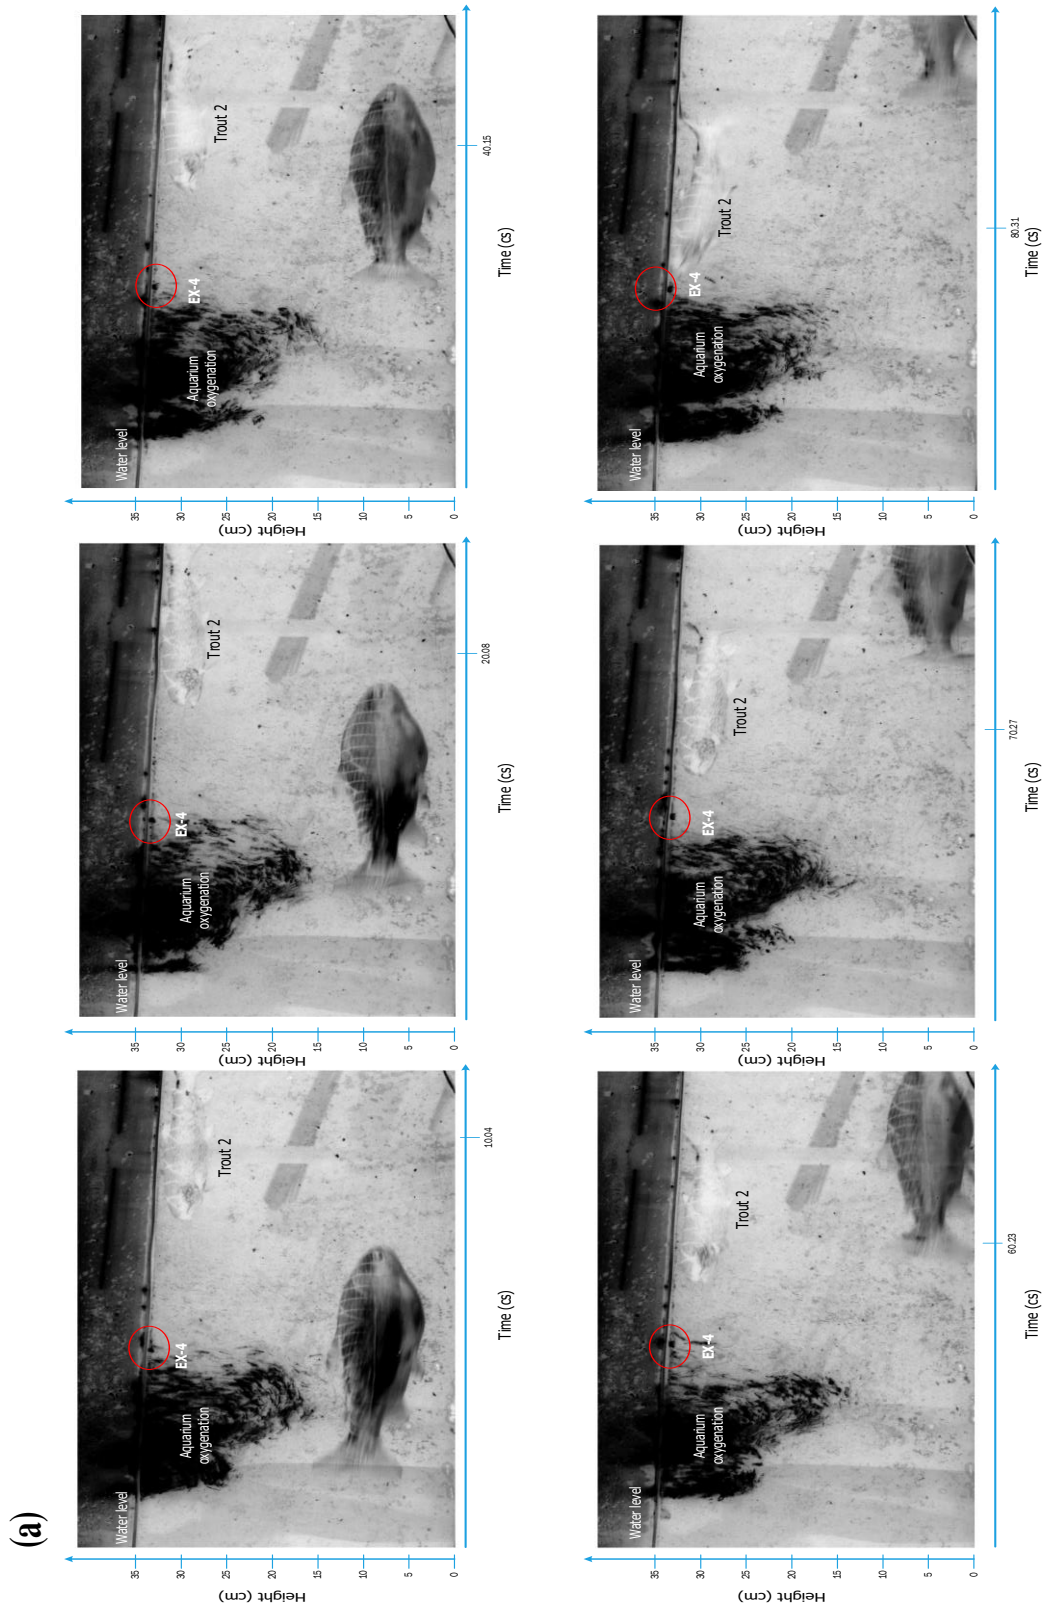 (a)
Height (cm)
35
30
25
20
15
10
5
0
Water level
Aquarium
oxygenation
EX-4
Trout 2
10.04
Time (cs)
Height (cm)
35
30
25
20
15
10
5
0
Water level
Aquarium
oxygenation
EX-4
Trout 2
20.08
Time (cs)
Height (cm)
35
30
25
20
15
10
5
0
Water level
Aquarium
oxygenation
EX-4
Trout 2
40.15
Time (cs)
Height (cm)
35
30
25
20
15
10
5
0
Water level
Aquarium
oxygenation
EX-4
Trout 2
60.23
Time (cs)
Height (cm)
35
30
25
20
15
10
5
0
Water level
Aquarium
oxygenation
EX-4
Trout 2
70.27
Time (cs)
Height (cm)
35
30
25
20
15
10
5
0
Water level
Aquarium
oxygenation
EX-4
Trout 2
80.31
Time (cs)